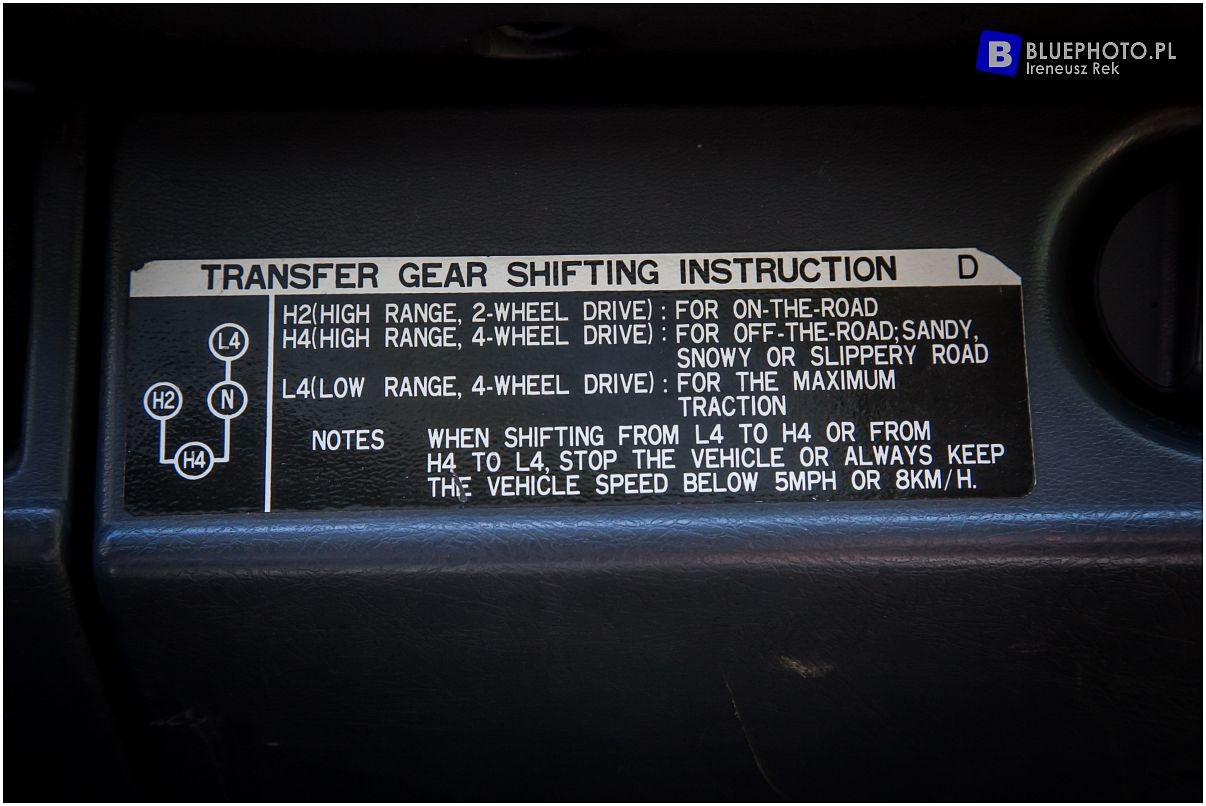 B BLUEPHOTO.PL
Ireneusz Rek
TRANSFER GEAR SHIFTING INSTRUCTION D
H2(HIGH RANGE, 2-WHEEL DRIVE) : FOR ON-THE-ROAD
H4(HIGH RANGE, 4-WHEEL DRIVE) : FOR OFF-THE-ROAD; SANDY,
SNOWY OR SLIPPERY ROAD
L4(LOW RANGE, 4-WHEEL DRIVE) : FOR THE MAXIMUM
TRACTION
NOTES WHEN SHIFTING FROM L4 TO H4 OR FROM
H4 TO L4, STOP THE VEHICLE OR ALWAYS KEEP
THE VEHICLE SPEED BELOW 5MPH OR 8KM/H.
L4
H2 N
H4